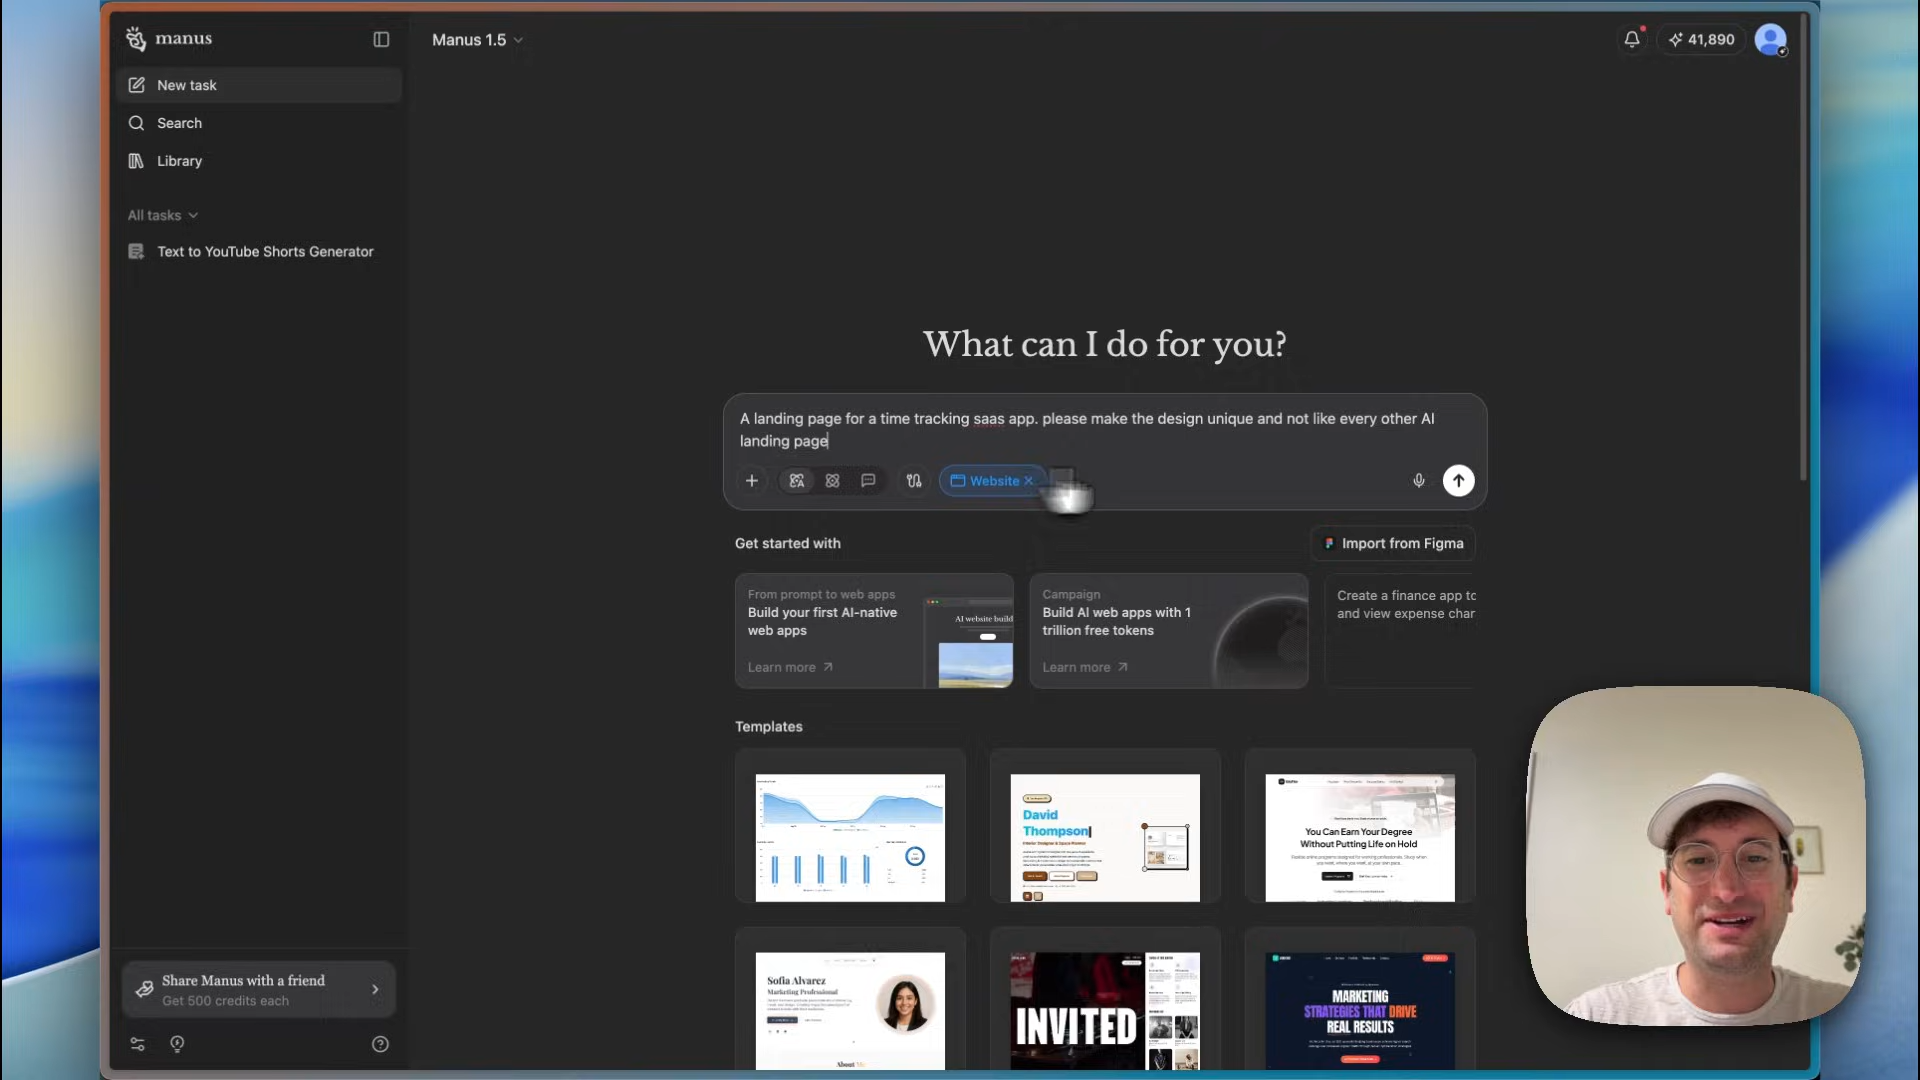 manus
New task
Search
Library
All tasks
Text to YouTube Shorts Generator
Share Manus with a friend
Get 500 credits each
Manus 1.5
41,890
What can I do for you?
A landing page for a time tracking saas app. please make the design unique and not like every other AI
landing page
Website
Get started with
Import from Figma
From prompt to web apps
Build your first AI-native
web apps
Learn more
AI website build
Campaign
Build AI web apps with 1
trillion free tokens
Learn more
Create a finance app to
and view expense char
Templates
David
Thompson
You Can Earn Your Degree
Without Putting Life on Hold
Sofia Alvarez
Marketing Professional
About Me
INVITED
MARKETING
STRATEGIES THAT DRIVE
REAL RESULTS